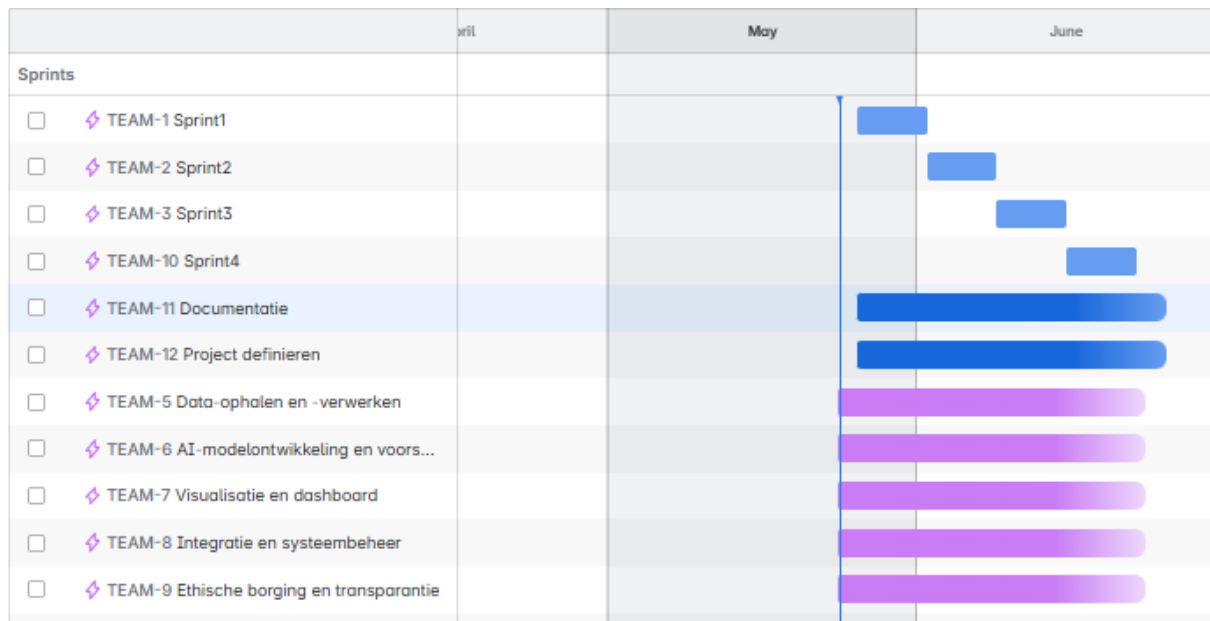 May
June
Sprints
TEAM-1 Sprint1
TEAM-2 Sprint2
TEAM-3 Sprint3
TEAM-10 Sprint4
TEAM-11 Documentatie
TEAM-12 Project definieren
TEAM-5 Data-ophalen en -verwerken
TEAM-6 AI-modelontwikkeling en voors...
TEAM-7 Visualisatie en dashboard
TEAM-8 Integratie en systeembeheer
TEAM-9 Ethische borging en transparantie